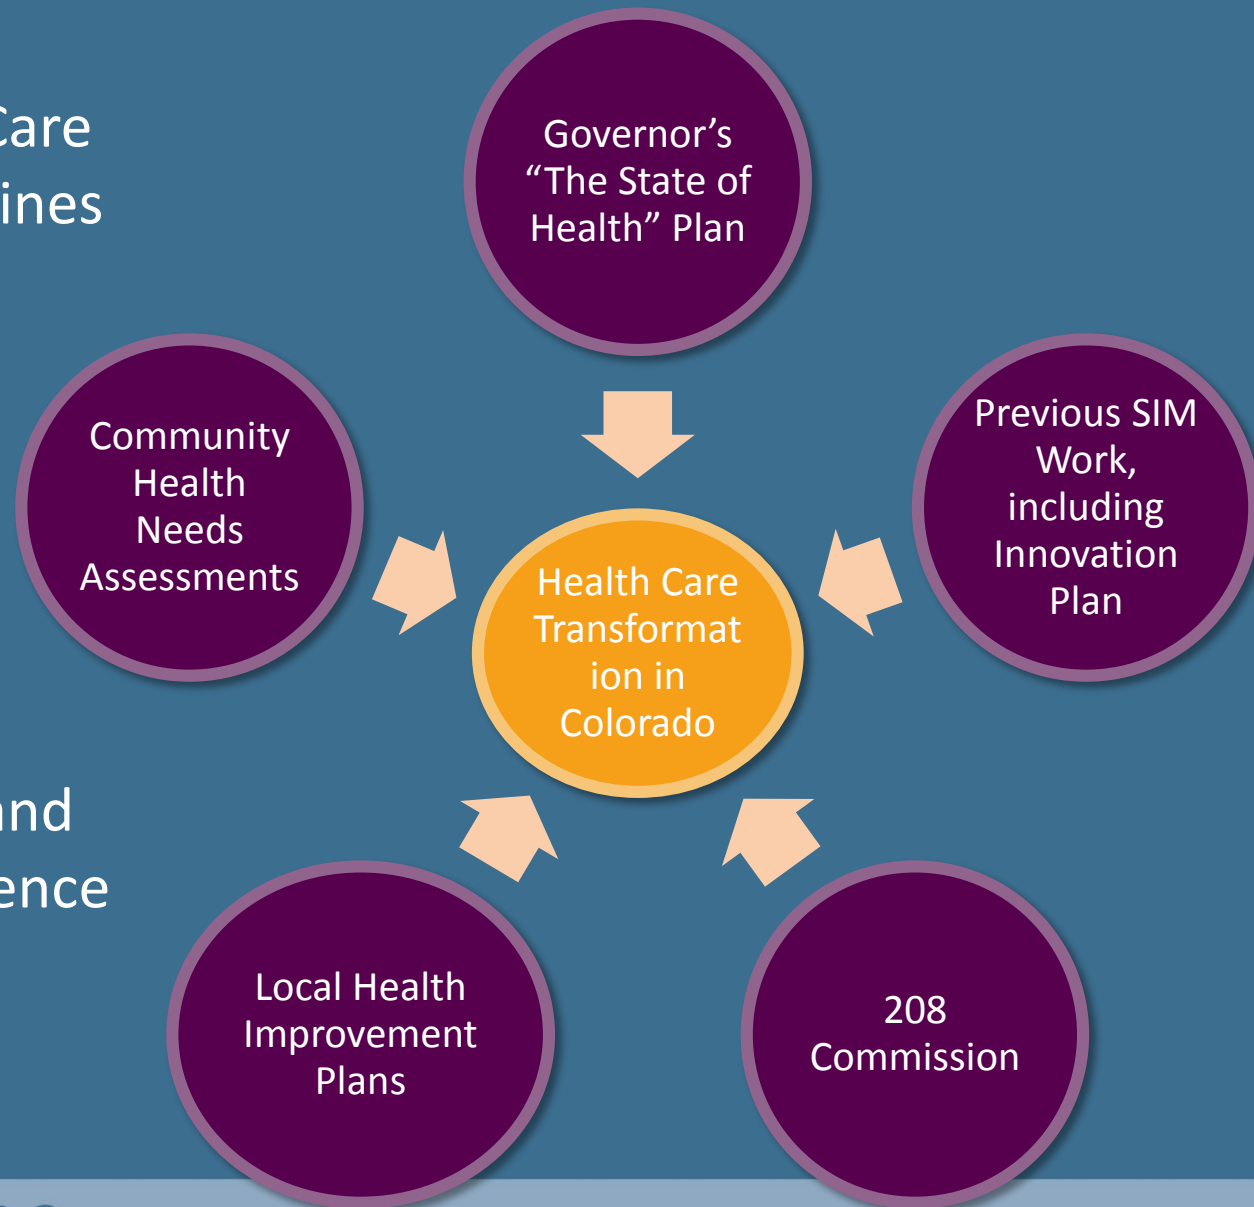 Care
ines
Governor’s
“The State of
Health” Plan
Community
Health
Needs
Assessments
Previous SIM
Work,
including
Innovation
Plan
Health Care
Transformat
ion in
Colorado
and
ence
Local Health
Improvement
Plans
208
Commission